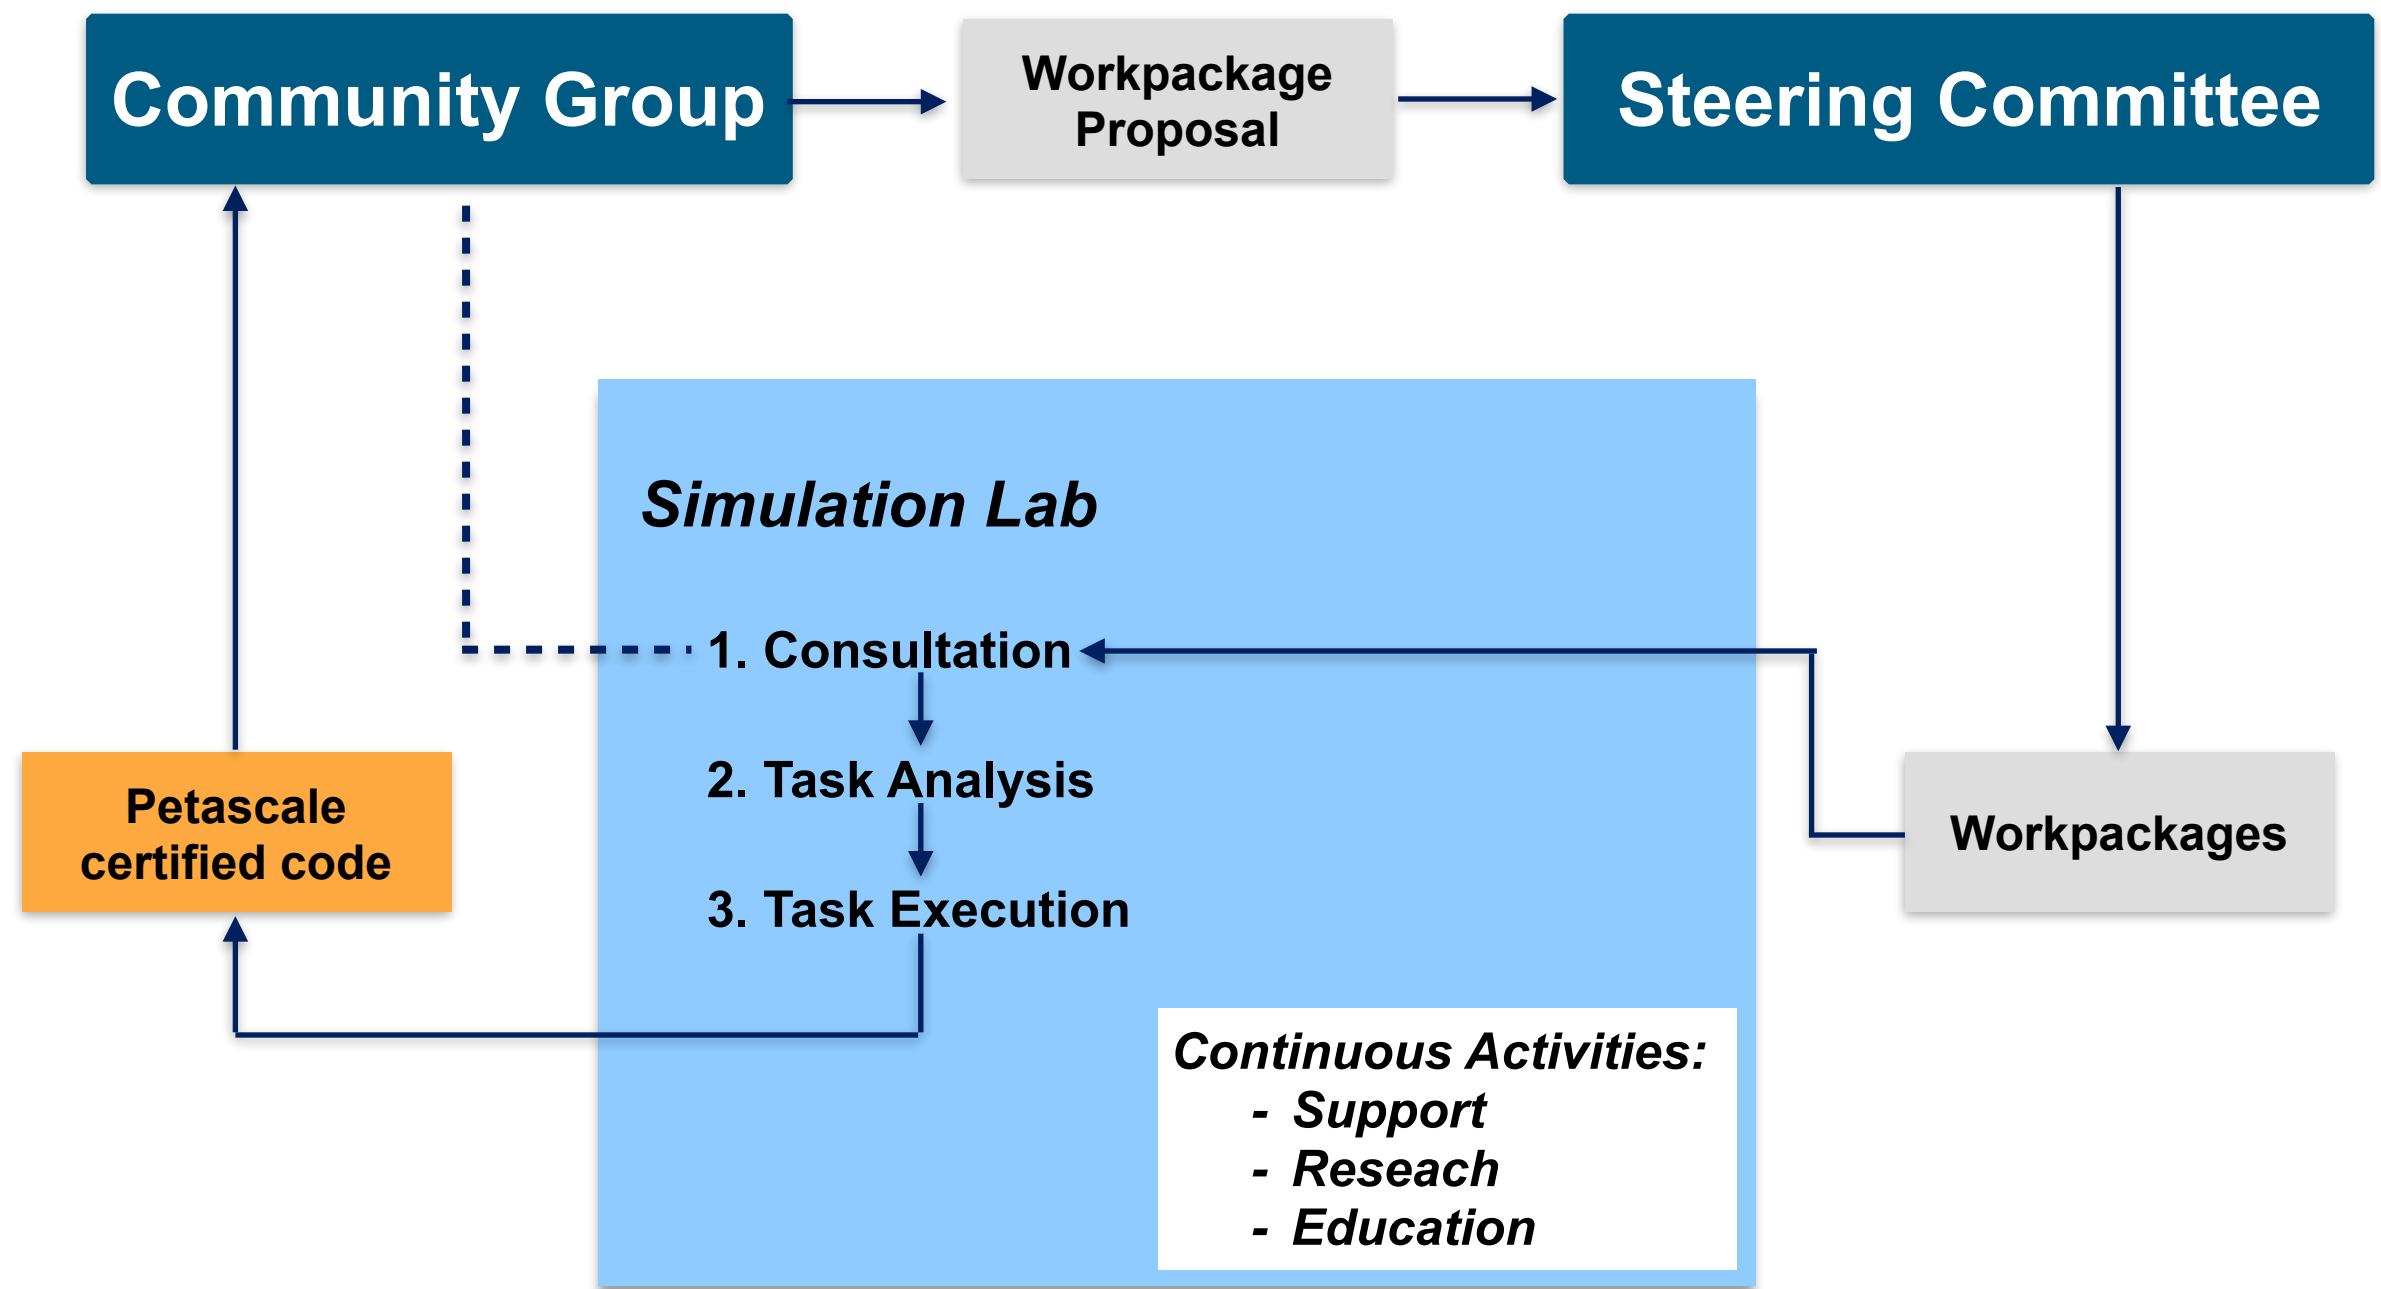 Community Group
Workpackage
Proposal
Steering Committee
Simulation Lab
1. Consultation
2. Task Analysis
3. Task Execution
Petascale
certified code
Workpackages
Continuous Activities:
- Support
- Reseach
- Education